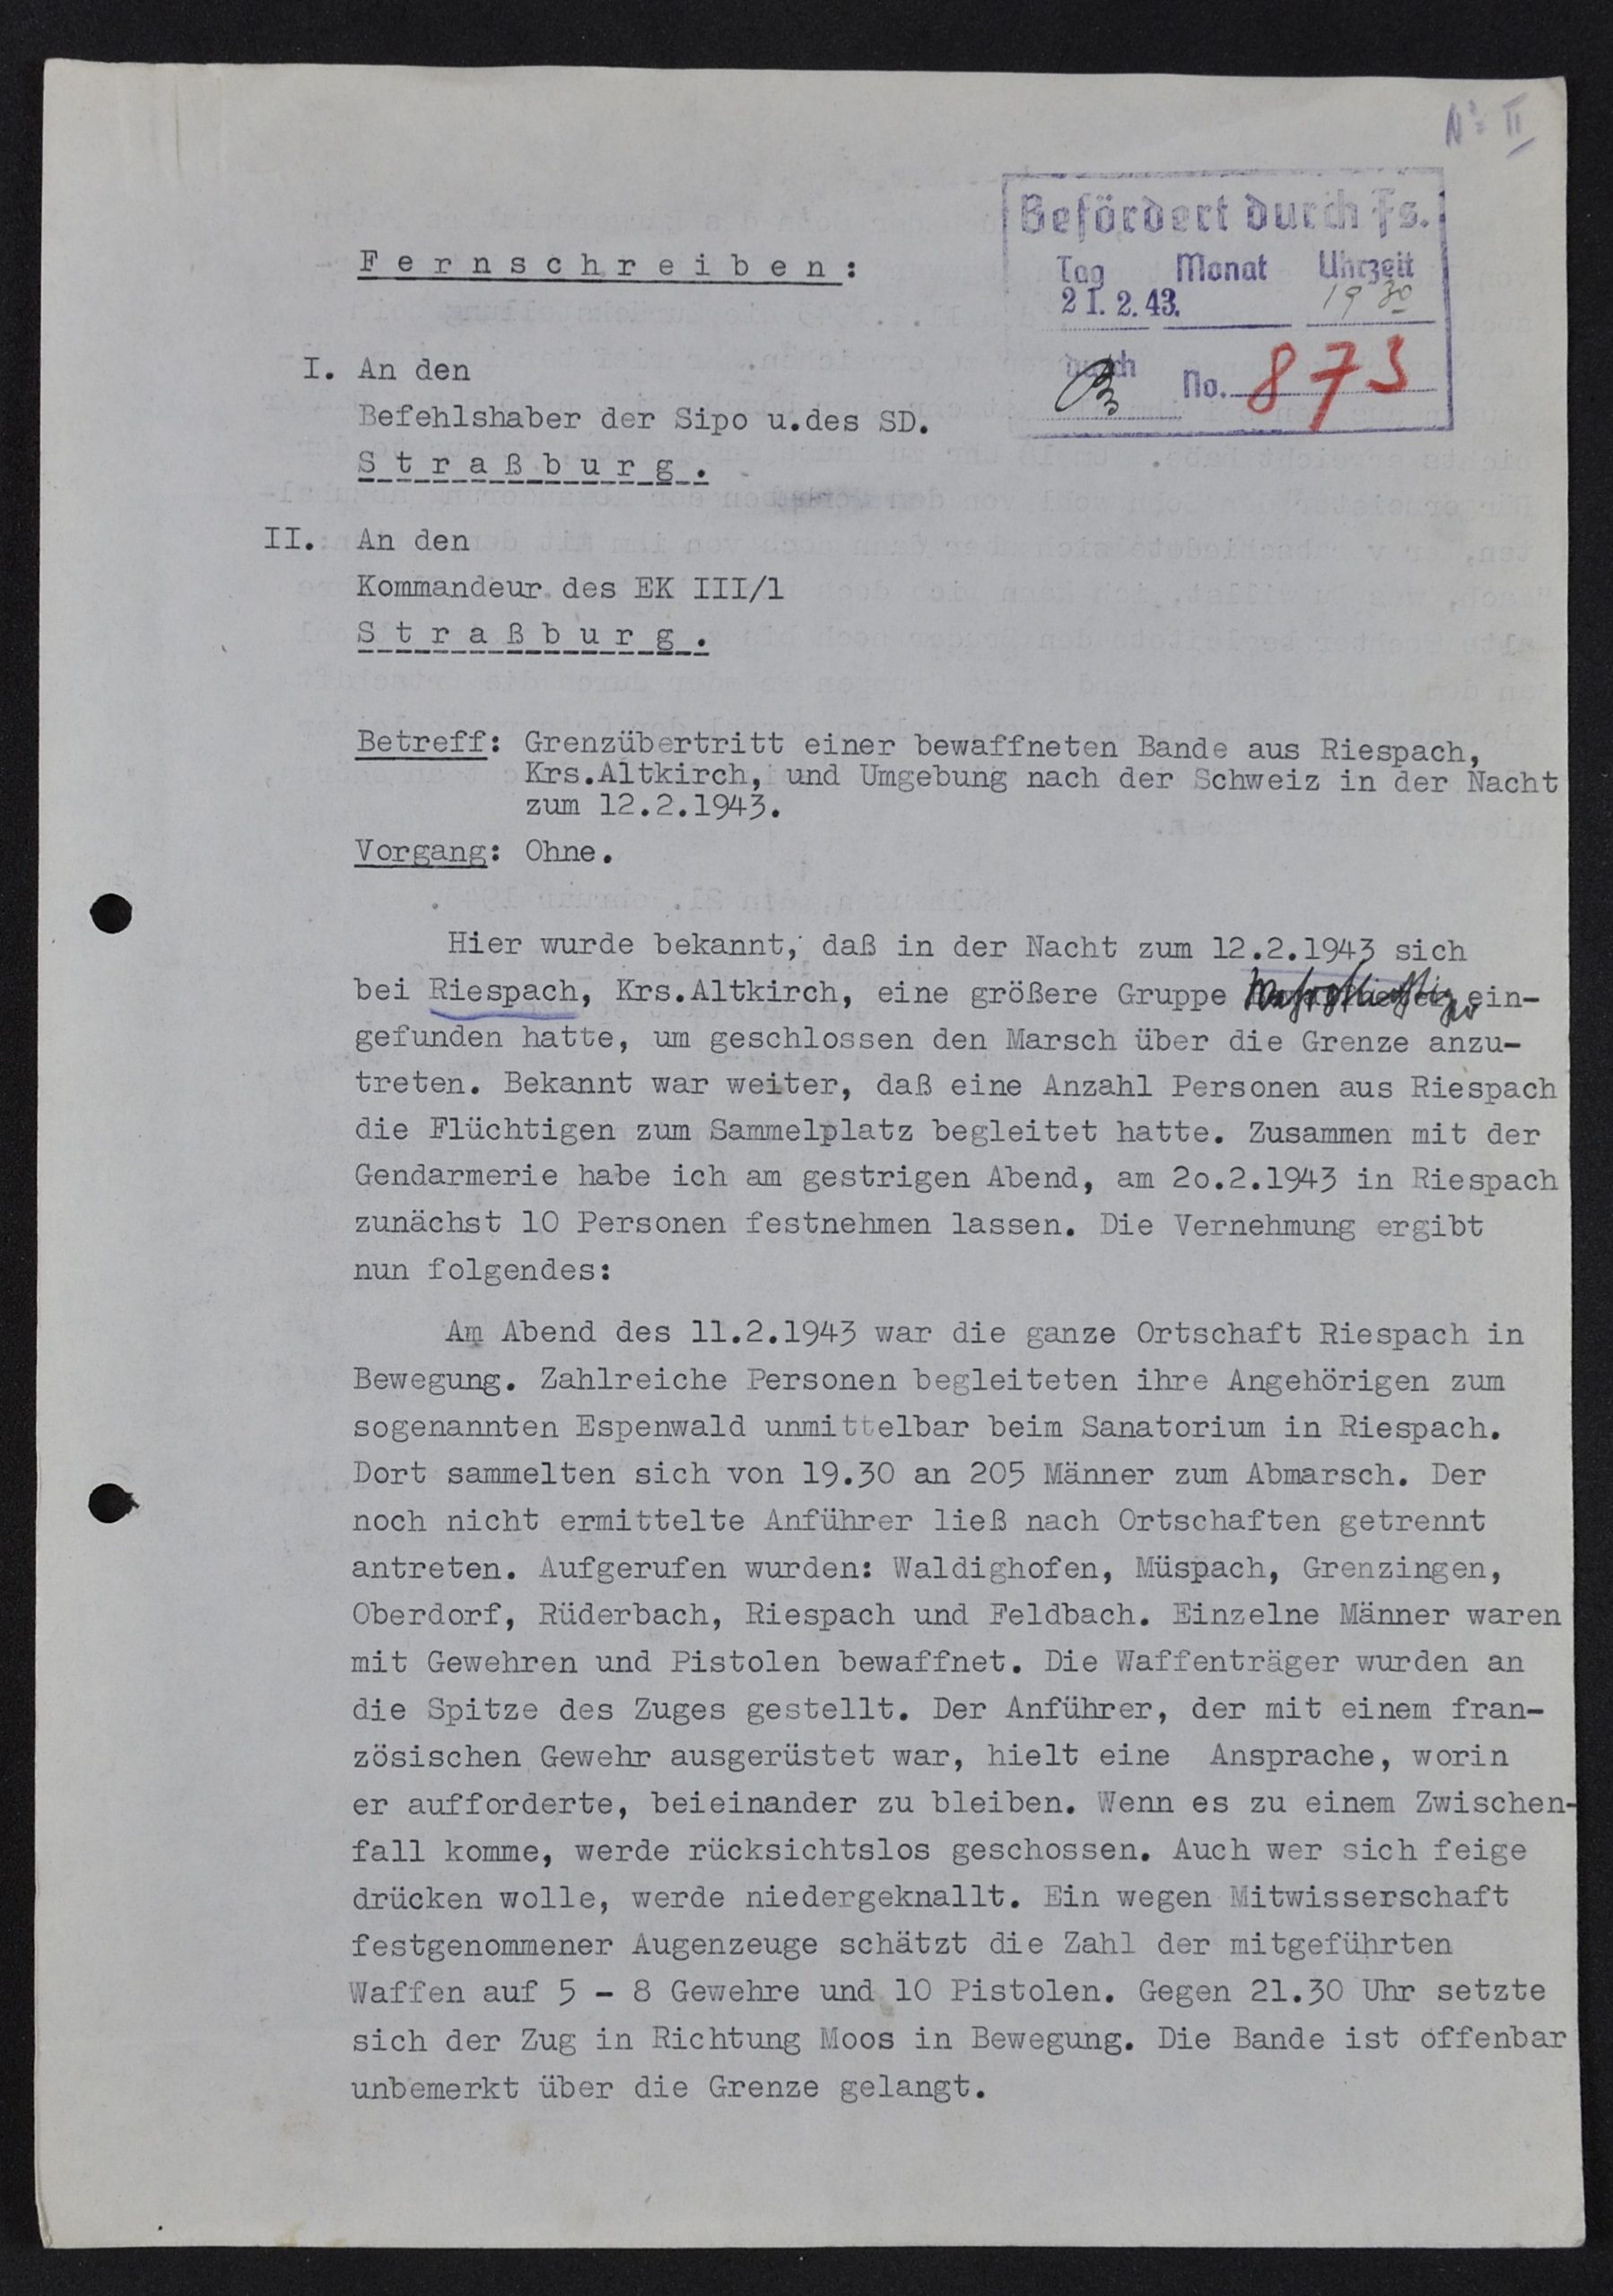 Nº II
Befördert durch Fs.
Tag Monat Uhrzeit
21.2.43. 19 30
durch No. 873
Fernschreiben:
I. An den
Befehlshaber der Sipo u.des SD.
Straßburg.
II. An den
Kommandeur des EK III/1
Straßburg.
Betreff: Grenzübertritt einer bewaffneten Bande aus Riespach,
Krs.Altkirch, und Umgebung nach der Schweiz in der Nacht
zum 12.2.1943.
Vorgang: Ohne.
Hier wurde bekannt, daß in der Nacht zum 12.2.1943 sich
bei Riespach, Krs.Altkirch, eine größere Gruppe Wehrpflichtiger ein-
gefunden hatte, um geschlossen den Marsch über die Grenze anzu-
treten. Bekannt war weiter, daß eine Anzahl Personen aus Riespach
die Flüchtigen zum Sammelplatz begleitet hatte. Zusammen mit der
Gendarmerie habe ich am gestrigen Abend, am 2o.2.1943 in Riespach
zunächst 10 Personen festnehmen lassen. Die Vernehmung ergibt
nun folgendes:
Am Abend des 11.2.1943 war die ganze Ortschaft Riespach in
Bewegung. Zahlreiche Personen begleiteten ihre Angehörigen zum
sogenannten Espenwald unmittelbar beim Sanatorium in Riespach.
Dort sammelten sich von 19.30 an 205 Männer zum Abmarsch. Der
noch nicht ermittelte Anführer ließ nach Ortschaften getrennt
antreten. Aufgerufen wurden: Waldighofen, Müspach, Grenzingen,
Oberdorf, Rüderbach, Riespach und Feldbach. Einzelne Männer waren
mit Gewehren und Pistolen bewaffnet. Die Waffenträger wurden an
die Spitze des Zuges gestellt. Der Anführer, der mit einem fran-
zösischen Gewehr ausgerüstet war, hielt eine Ansprache, worin
er aufforderte, beieinander zu bleiben. Wenn es zu einem Zwischen-
fall komme, werde rücksichtslos geschossen. Auch wer sich feige
drücken wolle, werde niedergeknallt. Ein wegen Mitwisserschaft
festgenommener Augenzeuge schätzt die Zahl der mitgeführten
Waffen auf 5 - 8 Gewehre und 10 Pistolen. Gegen 21.30 Uhr setzte
sich der Zug in Richtung Moos in Bewegung. Die Bande ist offenbar
unbemerkt über die Grenze gelangt.